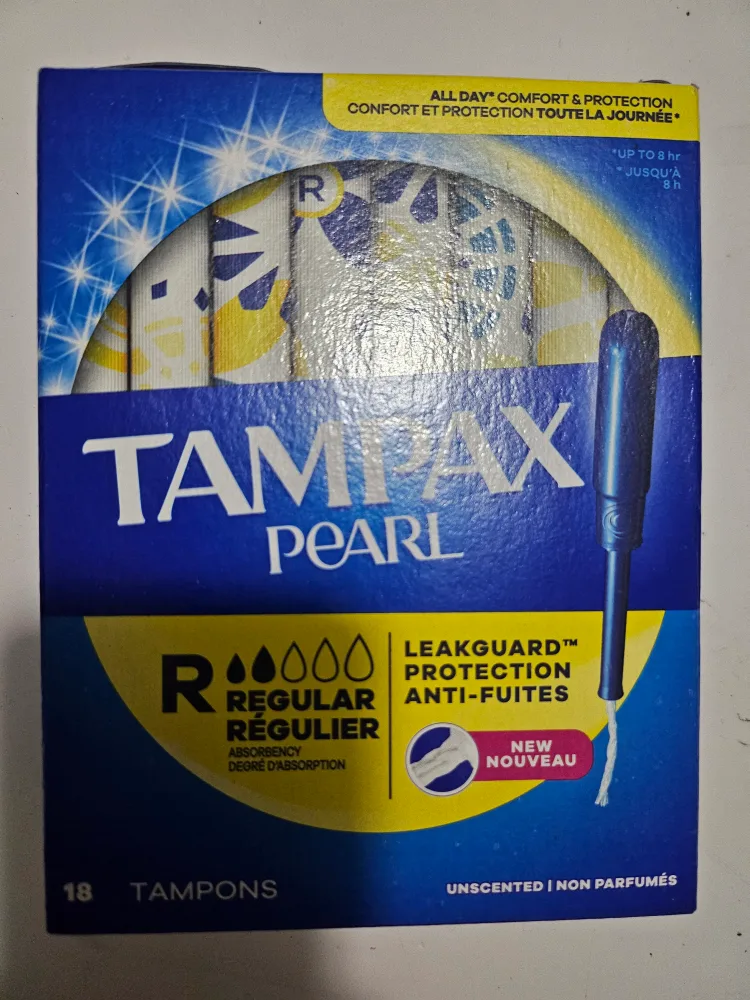 ALL DAY* COMFORT & PROTECTION
CONFORT ET PROTECTION TOUTE LA JOURNÉE*
*UP TO 8 hr
*JUSQU'À
8 h
R
TAMPAX
PEARL
R
REGULAR
RÉGULIER
ABSORBENCY
DEGRÉ D'ABSORPTION
LEAKGUARD™
PROTECTION
ANTI-FUITES
NEW
NOUVEAU
18 TAMPONS
UNSCENTED | NON PARFUMÉS